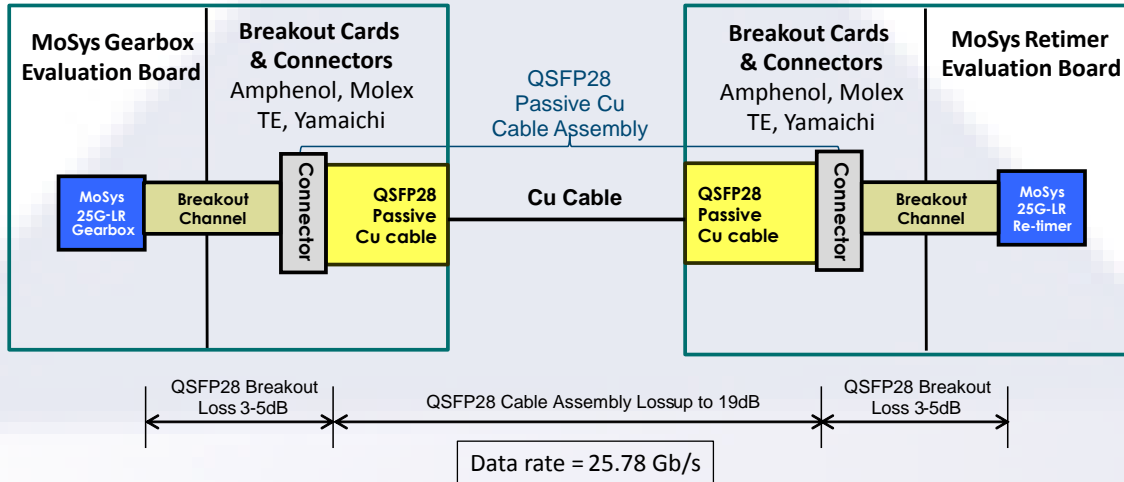 MoSys Gearbox
Evaluation Board
Breakout Cards
& Connectors
Amphenol, Molex
TE, Yamaichi
QSFP28
Passive Cu
Cable Assembly
Breakout Cards
& Connectors
Amphenol, Molex
TE, Yamaichi
MoSys Retimer
Evaluation Board
MoSys
25G-LR
Gearbox
Breakout
Channel
Connector
QSFP28
Passive
Cu cable
Cu Cable
QSFP28
Passive
Cu cable
Connector
Breakout
Channel
MoSys
25G-LR
Re-timer
QSFP28 Breakout
Loss 3-5dB
QSFP28 Cable Assembly Lossup to 19dB
QSFP28 Breakout
Loss 3-5dB
Data rate = 25.78 Gb/s